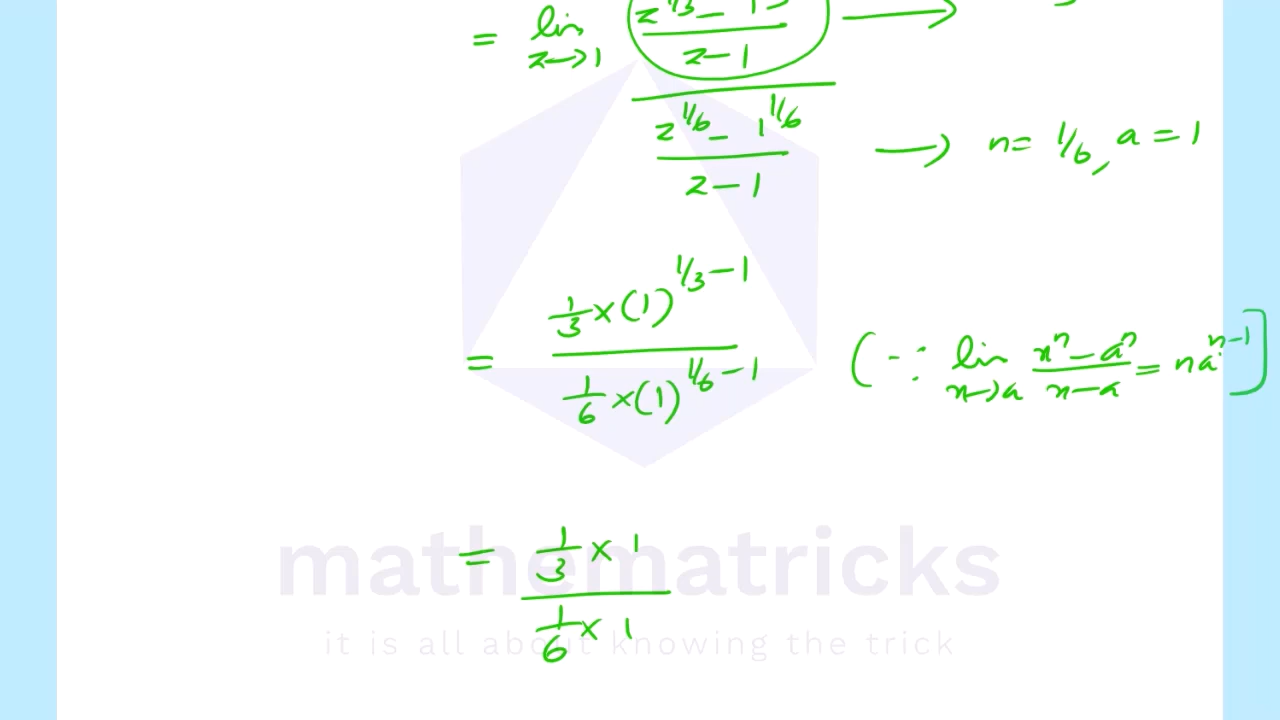 = lim z→1 (z^1/3 - 1
z-1
z^1/6 - 1^1/6
z-1
→ n= 1/6, a=1
= 1/3 ×(1)^1/3-1
1/6 ×(1)^1/6-1
(∵ lim x→a x^n - a^n / x-a = na^n-1]
= 1/3 × 1
1/6 × 1
mathematricks
it is all about knowing the trick